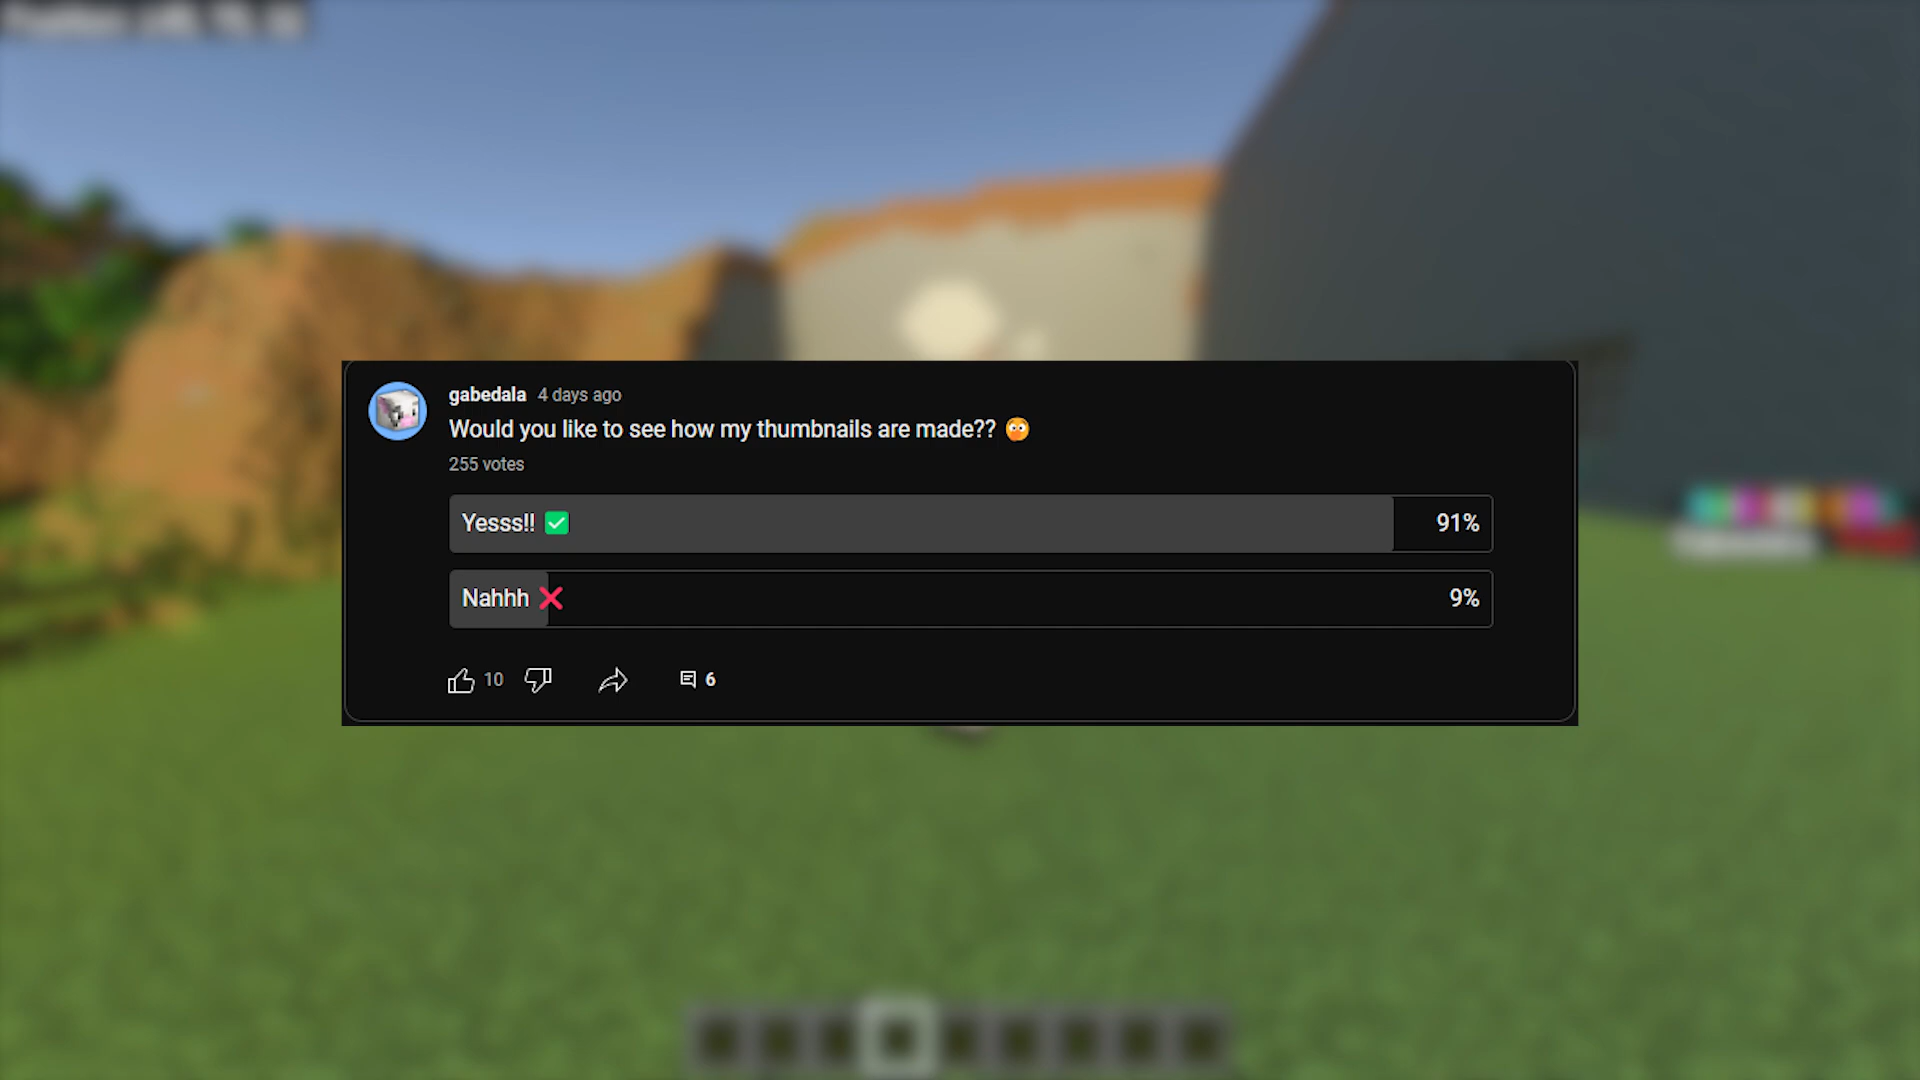 gabedala 4 days ago
Would you like to see how my thumbnails are made?? 🫣
255 votes
Yesss!! ✅ 91%
Nahhh ❌ 9%
10 6